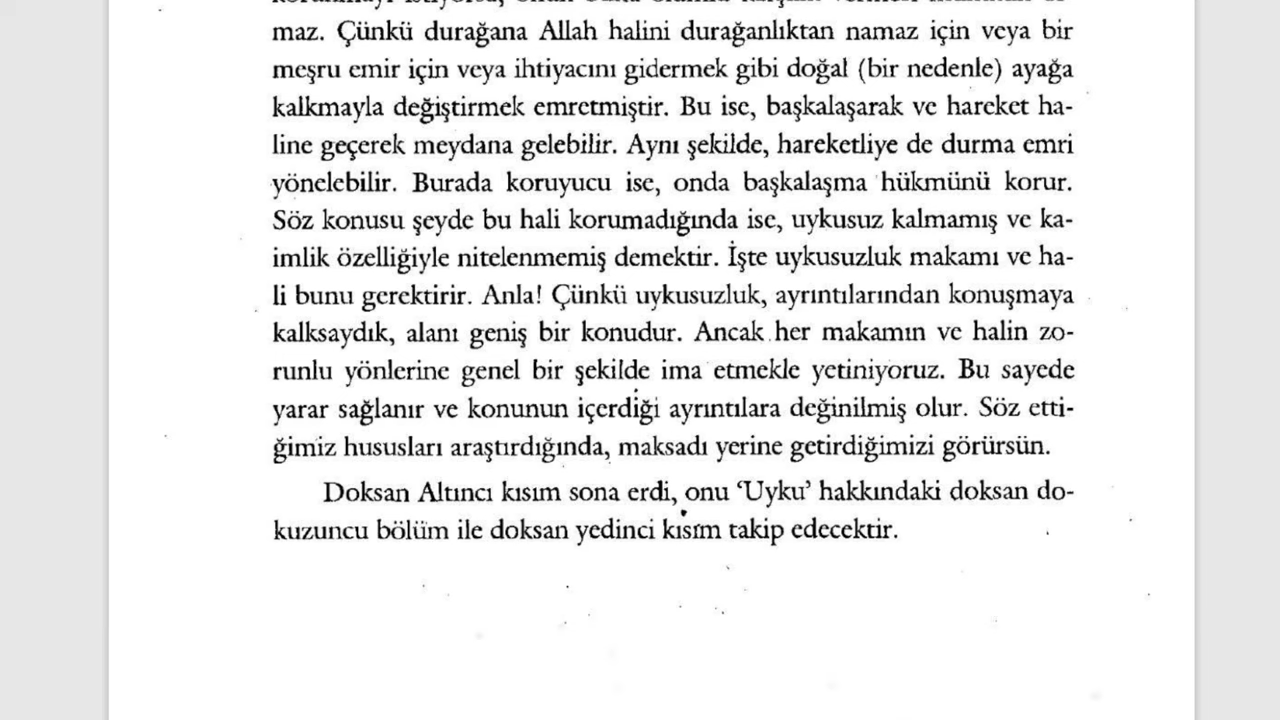 maz. Çünkü durağana Allah halini durağanlıktan namaz için veya bir
meşru emir için veya ihtiyacını gidermek gibi doğal (bir nedenle) ayağa
kalkmayla değiştirmek emretmiştir. Bu ise, başkalaşarak ve hareket ha-
line geçerek meydana gelebilir. Aynı şekilde, hareketliye de durma emri
yönelebilir. Burada koruyucu ise, onda başkalaşma hükmünü korur.
Söz konusu şeyde bu hali korumadığında ise, uykusuz kalmamış ve ka-
imlik özelliğiyle nitelenmemiş demektir. İşte uykusuzluk makamı ve ha-
li bunu gerektirir. Anla! Çünkü uykusuzluk, ayrıntılarından konuşmaya
kalksaydık, alanı geniş bir konudur. Ancak her makamın ve halin zo-
runlu yönlerine genel bir şekilde ima etmekle yetiniyoruz. Bu sayede
yarar sağlanır ve konunun içerdiği ayrıntılara değinilmiş olur. Söz etti-
ğimiz hususları araştırdığında, maksadı yerine getirdiğimizi görürsün.
Doksan Altıncı kısım sona erdi, onu ‘Uyku’ hakkındaki doksan do-
kuzuncu bölüm ile doksan yedinci kısım takip edecektir.